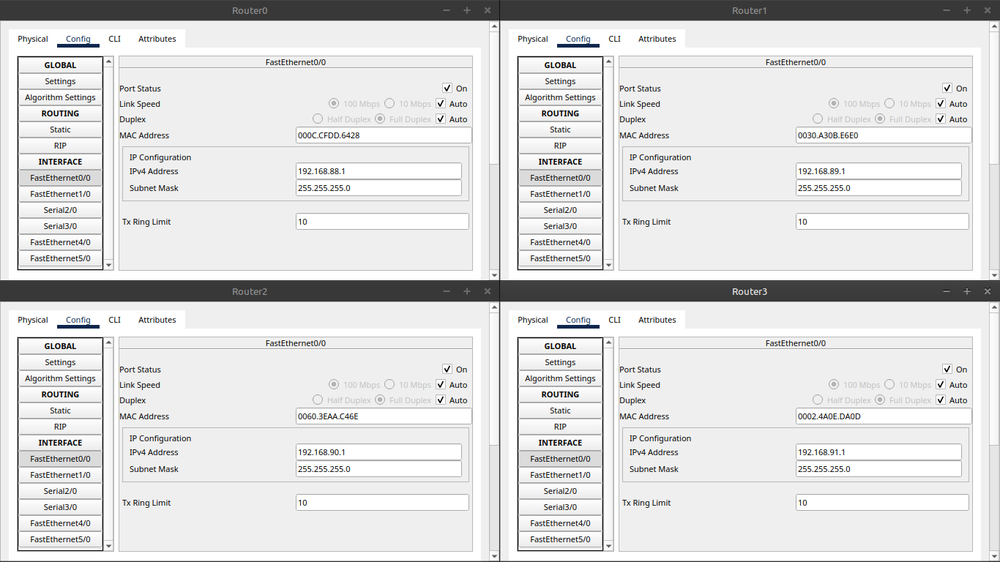 Router0
Physical Config CLI Attributes
GLOBAL
Settings
Algorithm Settings
ROUTING
Static
RIP
INTERFACE
FastEthernet0/0
FastEthernet1/0
Serial2/0
Serial3/0
FastEthernet4/0
FastEthernet5/0
FastEthernet0/0
Port Status On
Link Speed 100 Mbps 10 Mbps Auto
Duplex Half Duplex Full Duplex Auto
MAC Address 000C.CFDD.6428
IP Configuration
IPv4 Address 192.168.88.1
Subnet Mask 255.255.255.0
Tx Ring Limit 10
Router1
Physical Config CLI Attributes
GLOBAL
Settings
Algorithm Settings
ROUTING
Static
RIP
INTERFACE
FastEthernet0/0
FastEthernet1/0
Serial2/0
Serial3/0
FastEthernet4/0
FastEthernet5/0
FastEthernet0/0
Port Status On
Link Speed 100 Mbps 10 Mbps Auto
Duplex Half Duplex Full Duplex Auto
MAC Address 0030.A30B.E6E0
IP Configuration
IPv4 Address 192.168.89.1
Subnet Mask 255.255.255.0
Tx Ring Limit 10
Router2
Physical Config CLI Attributes
GLOBAL
Settings
Algorithm Settings
ROUTING
Static
RIP
INTERFACE
FastEthernet0/0
FastEthernet1/0
Serial2/0
Serial3/0
FastEthernet4/0
FastEthernet5/0
FastEthernet0/0
Port Status On
Link Speed 100 Mbps 10 Mbps Auto
Duplex Half Duplex Full Duplex Auto
MAC Address 0060.3EAA.C46E
IP Configuration
IPv4 Address 192.168.90.1
Subnet Mask 255.255.255.0
Tx Ring Limit 10
Router3
Physical Config CLI Attributes
GLOBAL
Settings
Algorithm Settings
ROUTING
Static
RIP
INTERFACE
FastEthernet0/0
FastEthernet1/0
Serial2/0
Serial3/0
FastEthernet4/0
FastEthernet5/0
FastEthernet0/0
Port Status On
Link Speed 100 Mbps 10 Mbps Auto
Duplex Half Duplex Full Duplex Auto
MAC Address 0002.4A0E.DA0D
IP Configuration
IPv4 Address 192.168.91.1
Subnet Mask 255.255.255.0
Tx Ring Limit 10